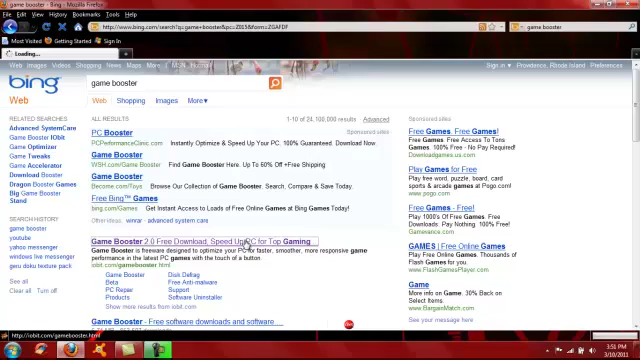 game booster - Bing - Mozilla Firefox
File Edit View History Bookmarks Tools Help
http://www.bing.com/search?q=game+booster&pc=Z015&form=ZGAFDF
game booster
Most Visited Getting Started Sign In
Loading...
Web Images Videos Shopping News Maps More MSN Hotmail
Sign in Providence, Rhode Island Preferences
bing
game booster
Web
Web Shopping Images More
RELATED SEARCHES
Advanced SystemCare
Game Booster IObit
Game Optimizer
Game Tweaks
Game Accelerator
Download Booster
Dragon Booster Games
Big Game Booster
Stand
SEARCH HISTORY
game booster
youtube
yahoo messenger
windows live messenger
geru doku texture pack
See all
Clear all Turn off
ALL RESULTS
1-10 of 24,100,000 results Advanced
PC Booster
Sponsored sites
PCPerformanceClinic.com Instantly Optimize & Speed Up Your PC. 100% Guaranteed. Download Now.
Game Booster
WSH.com/Game Booster Find Game Booster Here. Up To 60% Off +Free Shipping
Game Booster
Become.com/Toys Browse Our Collection of Game Booster. Search, Compare & Save Today.
Free Bing™ Games
bing.com/Games Get Instant Access to Loads of Free Online Games at Bing Games Today!
Other ideas: winrar · advanced system care
Game Booster 2.0 Free Download, Speed Up PC for Top Gaming
Game Booster is freeware designed to optimize your PC for faster, smoother, more responsive game
performance in the latest PC games with the touch of a button.
iobit.com/gamebooster.html
Game Booster Disk Defrag
Beta Free Anti-malware
PC Repair Support
Products Software Uninstaller
Show more results from iobit.com
Game Booster - Free software downloads and software ...
Sponsored sites
Free Games, Free Games!
Free Games. Free Access To Tons
Games. 100% Free - No Pay Required!
Downloadgames.us.com
Play Games for Free
Play free word, puzzle, board, card
sports & arcade games at pogo.com!
www.pogo.com
Free Games
Play 1000's Free Games. Free
Download. Pay Nothing. 100% Free!
Gamevance.com
GAMES | Free Online Games
Thousands of Flash Games. All
Games for Free!
www.FlashGamesPlayer.com
Game
More info on Game. 30% Back on
Select Items.
www.BargainMatch.com
See your message here
http://iobit.com/gamebooster.html
3:51 PM
3/10/2011